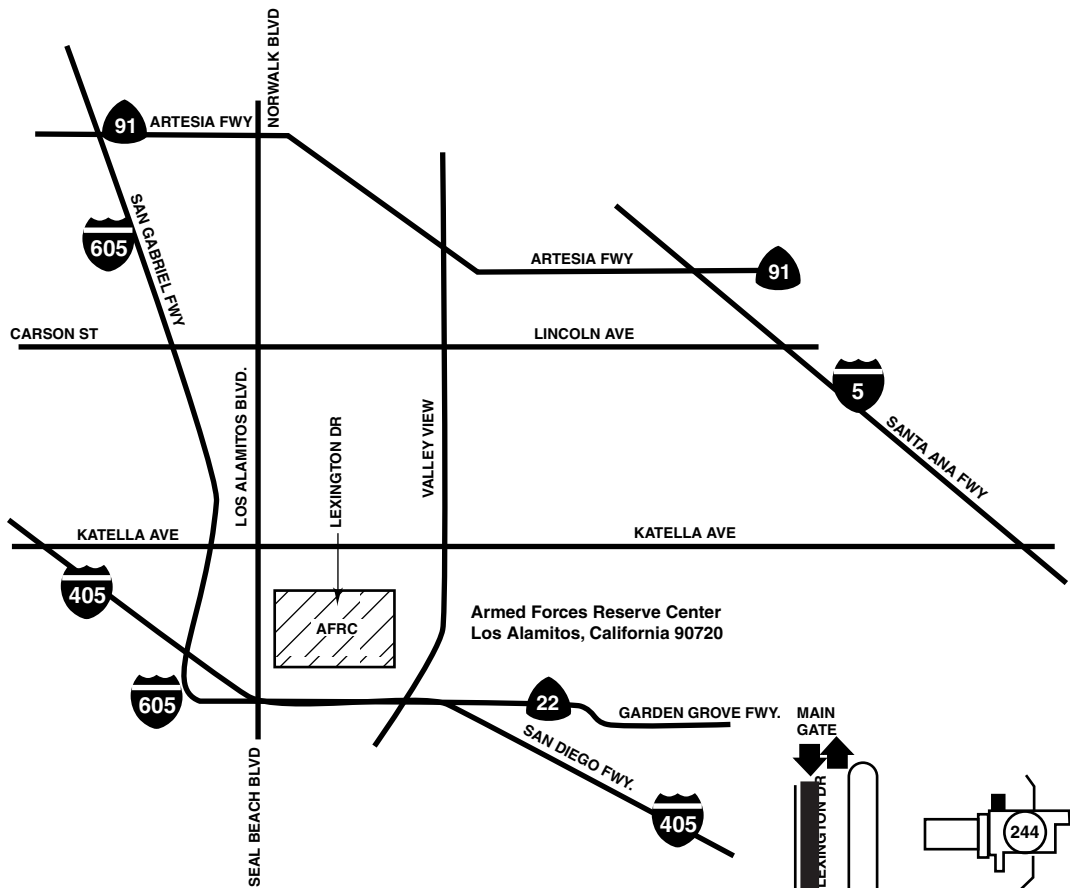 NORWALK BLVD
91
ARTESIA FWY
SAN GABRIEL FWY
605
ARTESIA FWY
91
CARSON ST
LINCOLN AVE
5
SANTA ANA FWY
LOS ALAMITOS BLVD.
LEXINGTON DR
VALLEY VIEW
KATELLA AVE
KATELLA AVE
405
AFRC
Armed Forces Reserve Center
Los Alamitos, California 90720
605
22
GARDEN GROVE FWY.
SAN DIEGO FWY.
405
SEAL BEACH BLVD
MAIN
GATE
LEXINGTON DR
244